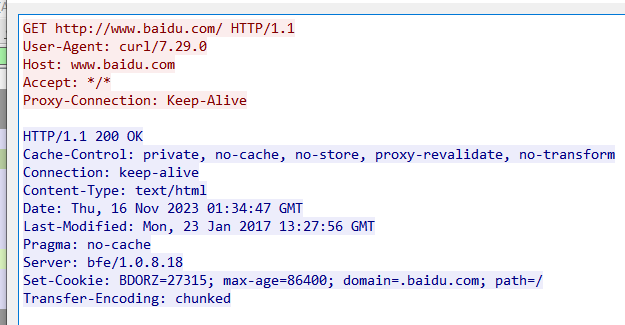 GET http://www.baidu.com/ HTTP/1.1
User-Agent: curl/7.29.0
Host: www.baidu.com
Accept: */*
Proxy-Connection: Keep-Alive

HTTP/1.1 200 OK
Cache-Control: private, no-cache, no-store, proxy-revalidate, no-transform
Connection: keep-alive
Content-Type: text/html
Date: Thu, 16 Nov 2023 01:34:47 GMT
Last-Modified: Mon, 23 Jan 2017 13:27:56 GMT
Pragma: no-cache
Server: bfe/1.0.8.18
Set-Cookie: BDORZ=27315; max-age=86400; domain=.baidu.com; path=/
Transfer-Encoding: chunked